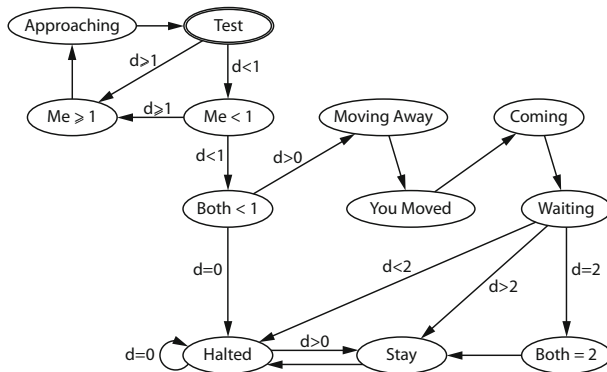 Approaching
Test
d⩾1
d<1
Me ⩾ 1
d⩾1
Me < 1
Moving Away
Coming
d<1
d>0
Both < 1
You Moved
Waiting
d=0
d<2
d>2
d=2
d=0
Halted
d>0
Stay
Both = 2